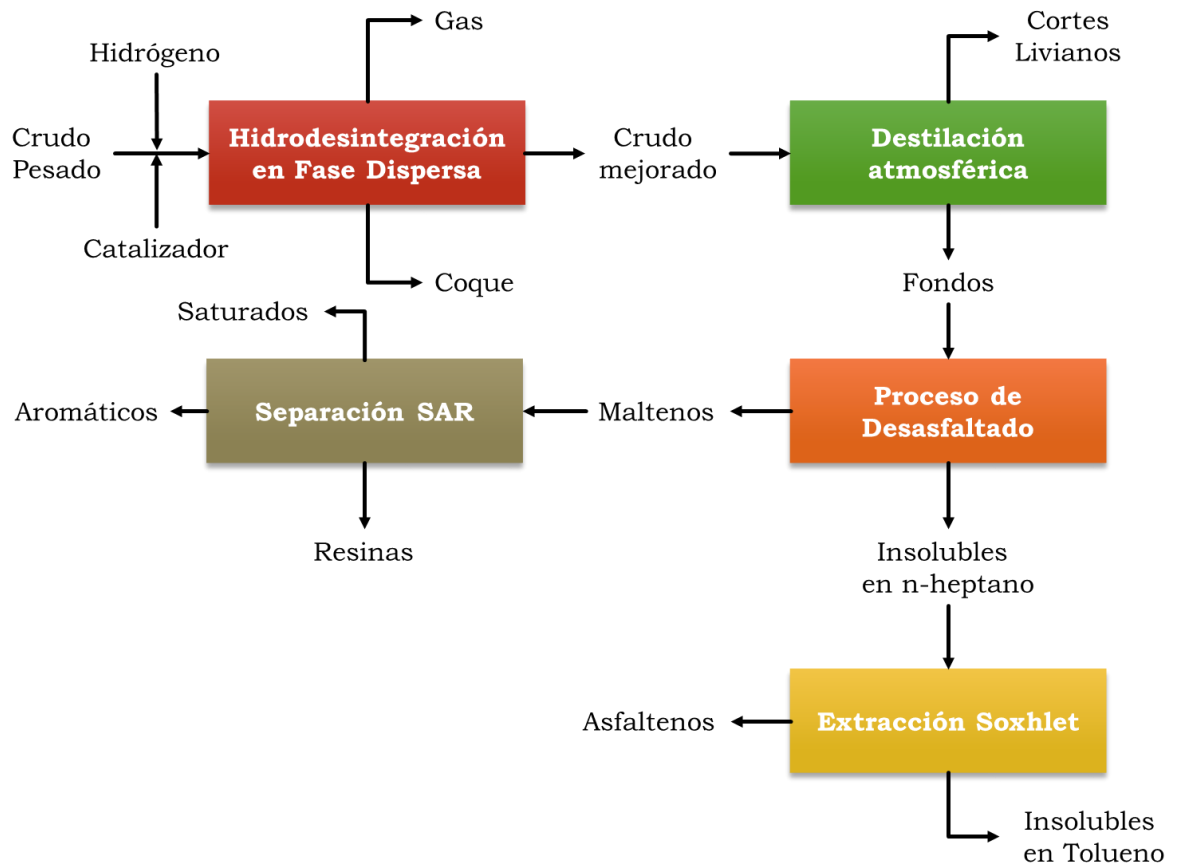 Gas
Cortes
Livianos
Hidrógeno
Crudo
Pesado
Hidrodesintegración
en Fase Dispersa
Crudo
mejorado
Destilación
atmosférica
Catalizador
Coque
Fondos
Saturados
Aromáticos
Separación SAR
Maltenos
Proceso de
Desasfaltado
Resinas
Insolubles
en n-heptano
Asfaltenos
Extracción Soxhlet
Insolubles
en Tolueno